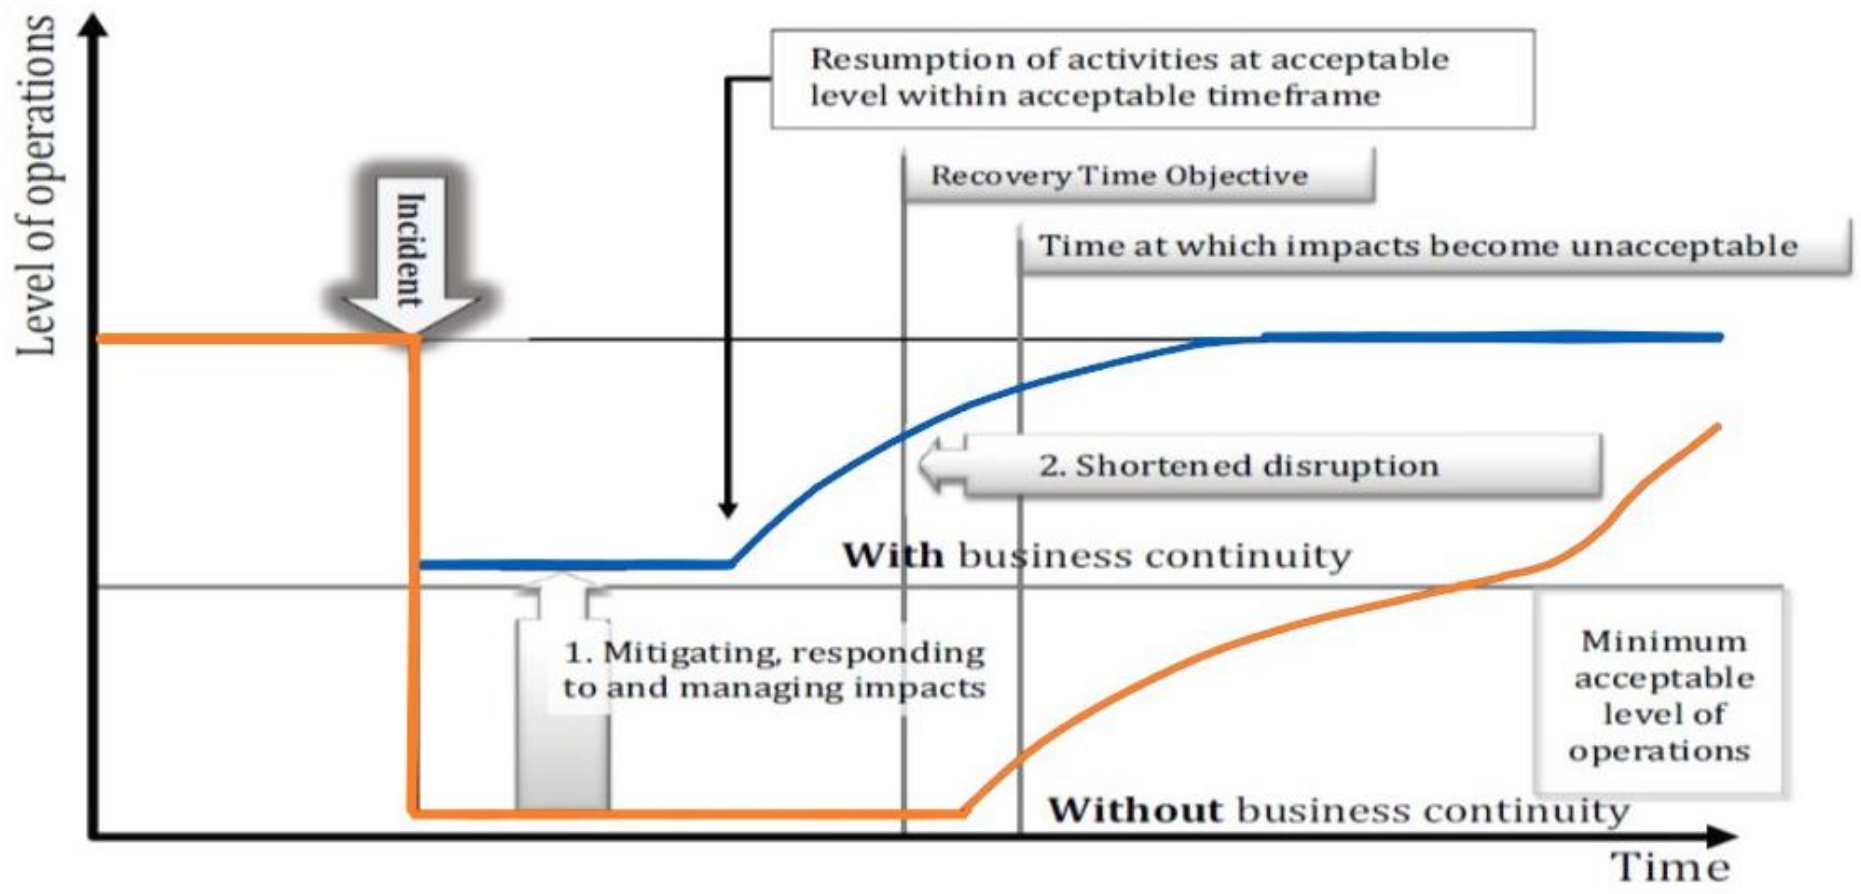 Level of operations
Resumption of activities at acceptable
level within acceptable timeframe
Recovery Time Objective
Incident
Time at which impacts become unacceptable
2. Shortened disruption
With business continuity
1. Mitigating, responding
to and managing impacts
Minimum
acceptable
level of
operations
Without business continuity
Time